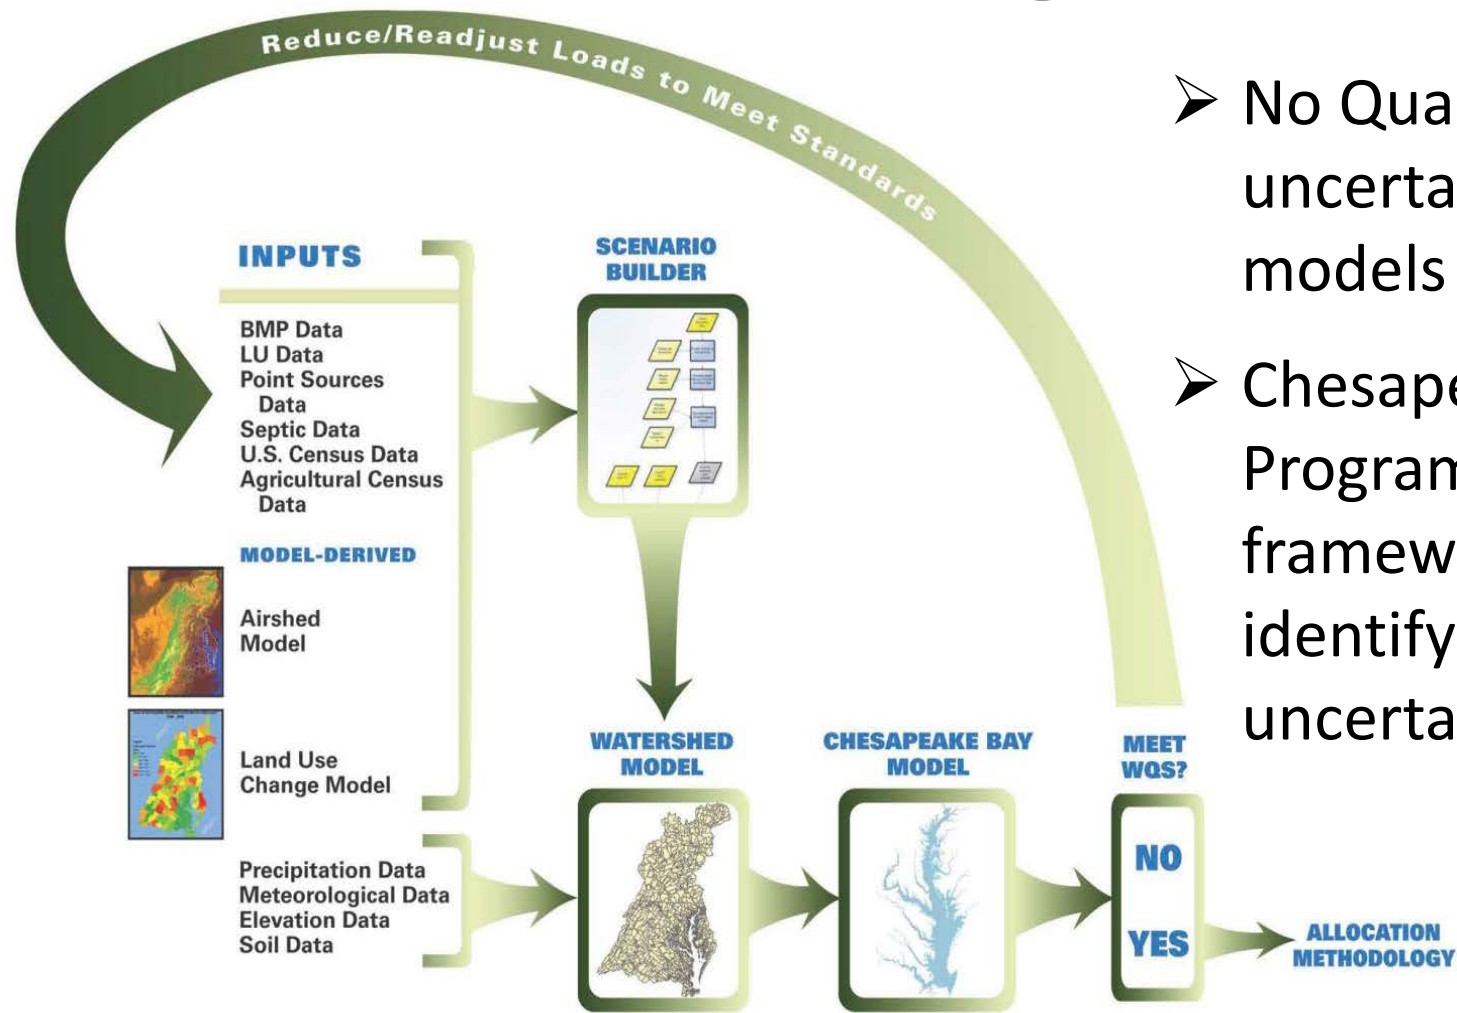 Reduce/Readjust Loads to Meet Standards
INPUTS
BMP Data
LU Data
Point Sources
Data
Septic Data
U.S. Census Data
Agricultural Census
Data
MODEL-DERIVED
Airshed
Model
Land Use
Change Model
Precipitation Data
Meteorological Data
Elevation Data
Soil Data
SCENARIO
BUILDER
WATERSHED
MODEL
CHESAPEAKE BAY
MODEL
MEET
WQS?
NO
YES
ALLOCATION
METHODOLOGY
➢ No Qua
uncerta
models
➢ Chesape
Program
framew
identify
uncerta